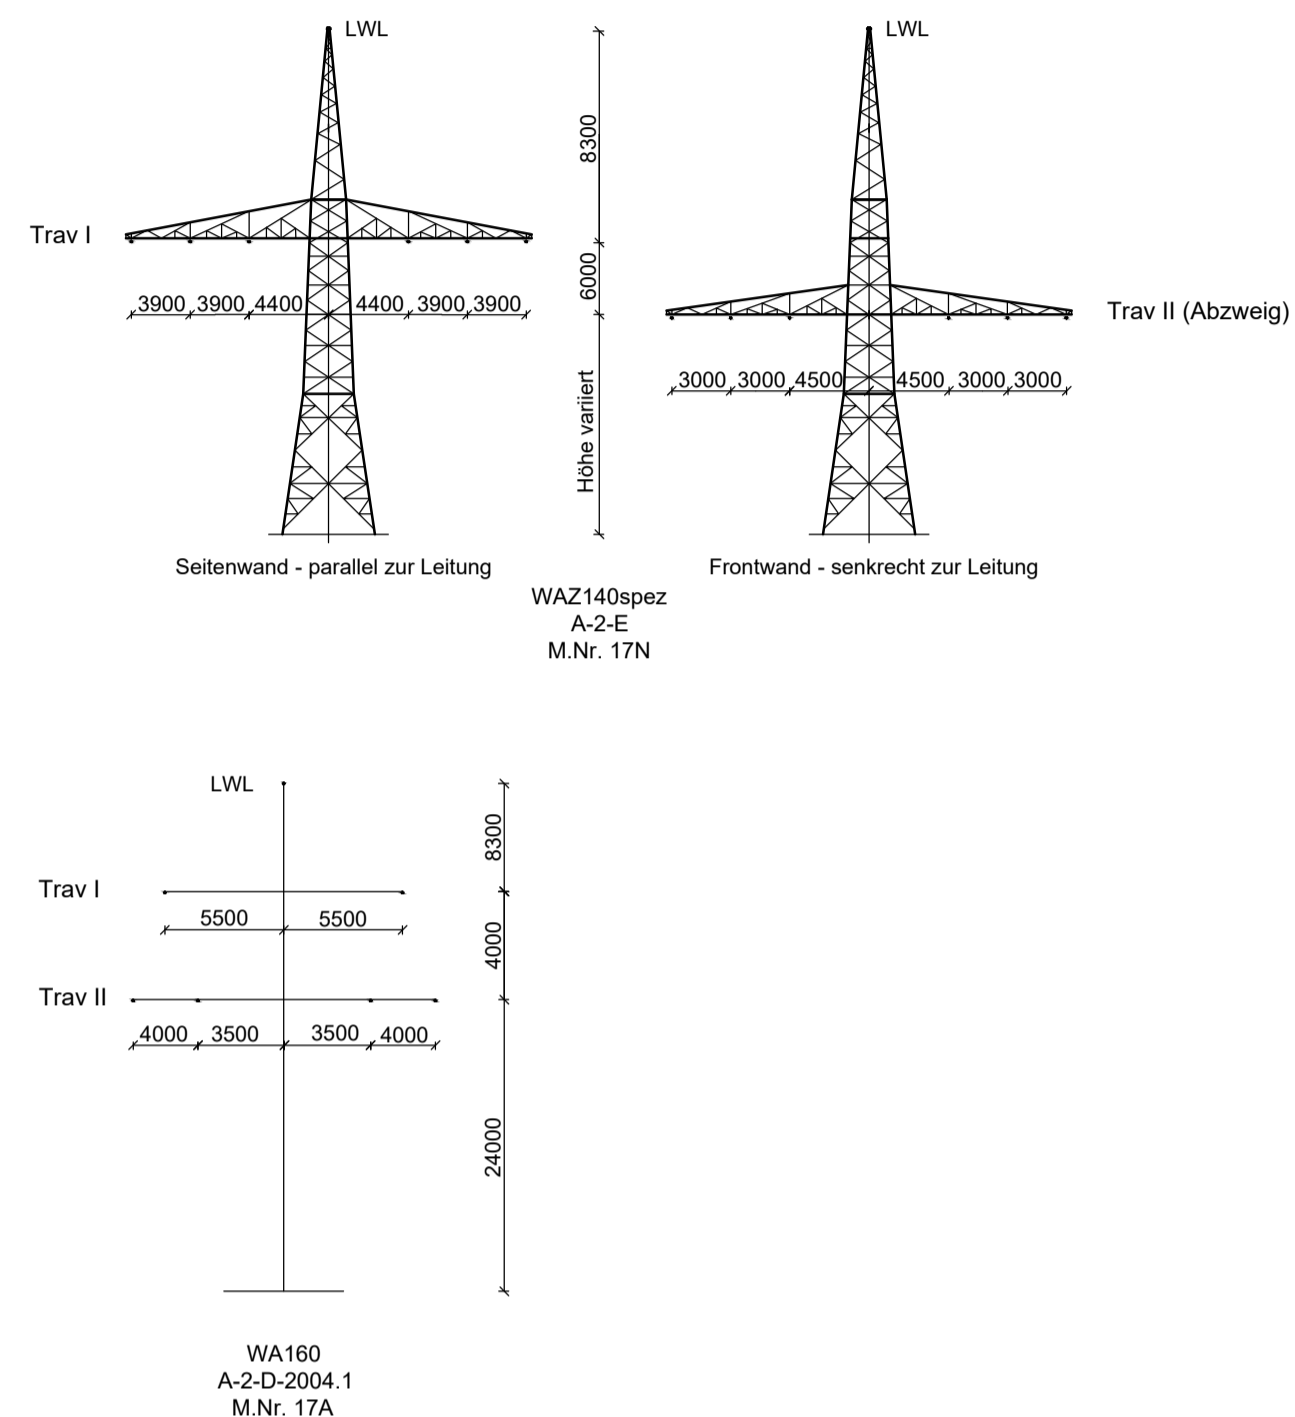 LWL
LWL
8300
Trav I
6000
3900 3900 4400 4400 3900 3900
Trav II (Abzweig)
3000 3000 4500 4500 3000 3000
Höhe variiert
Seitenwand - parallel zur Leitung
Frontwand - senkrecht zur Leitung
WAZ140spez
A-2-E
M.Nr. 17N
LWL
8300
Trav I
5500 5500
4000
Trav II
4000 3500 3500 4000
24000
WA160
A-2-D-2004.1
M.Nr. 17A